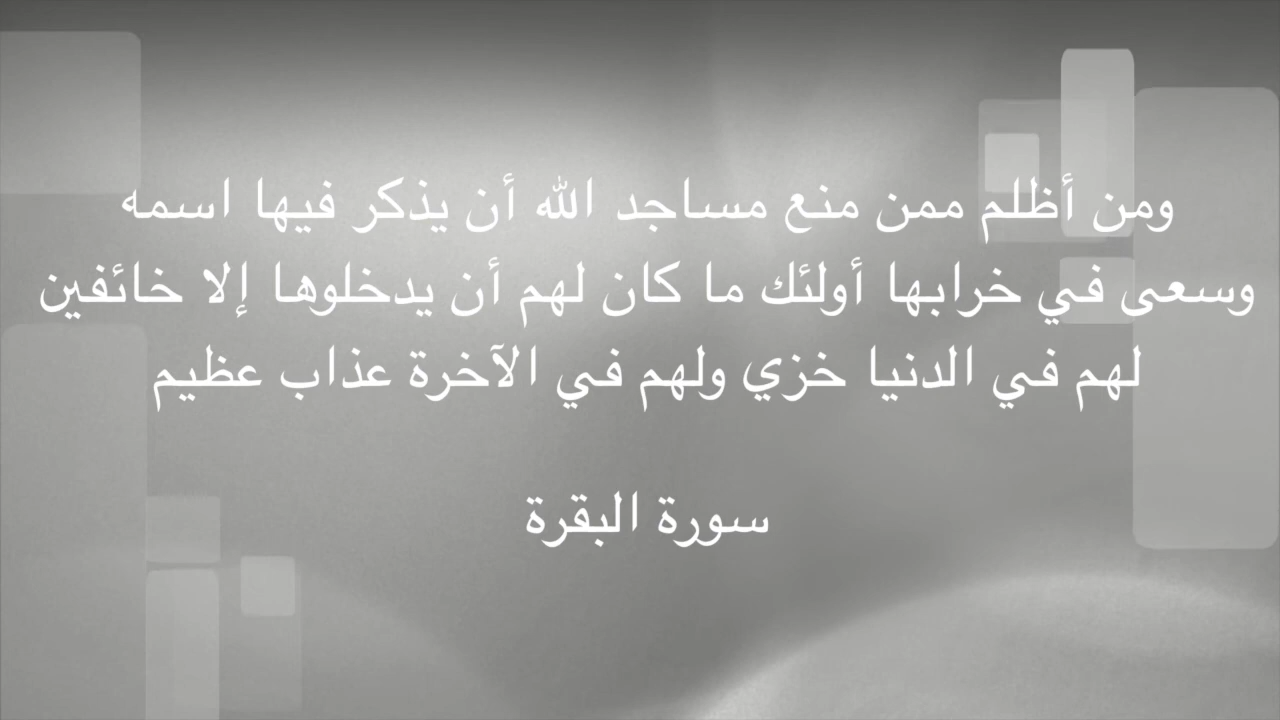 ومن أظلم ممن منع مساجد الله أن يذكر فيها اسمه
وسعى في خرابها أولئك ما كان لهم أن يدخلوها إلا خائفين
لهم في الدنيا خزي ولهم في الآخرة عذاب عظيم
سورة البقرة